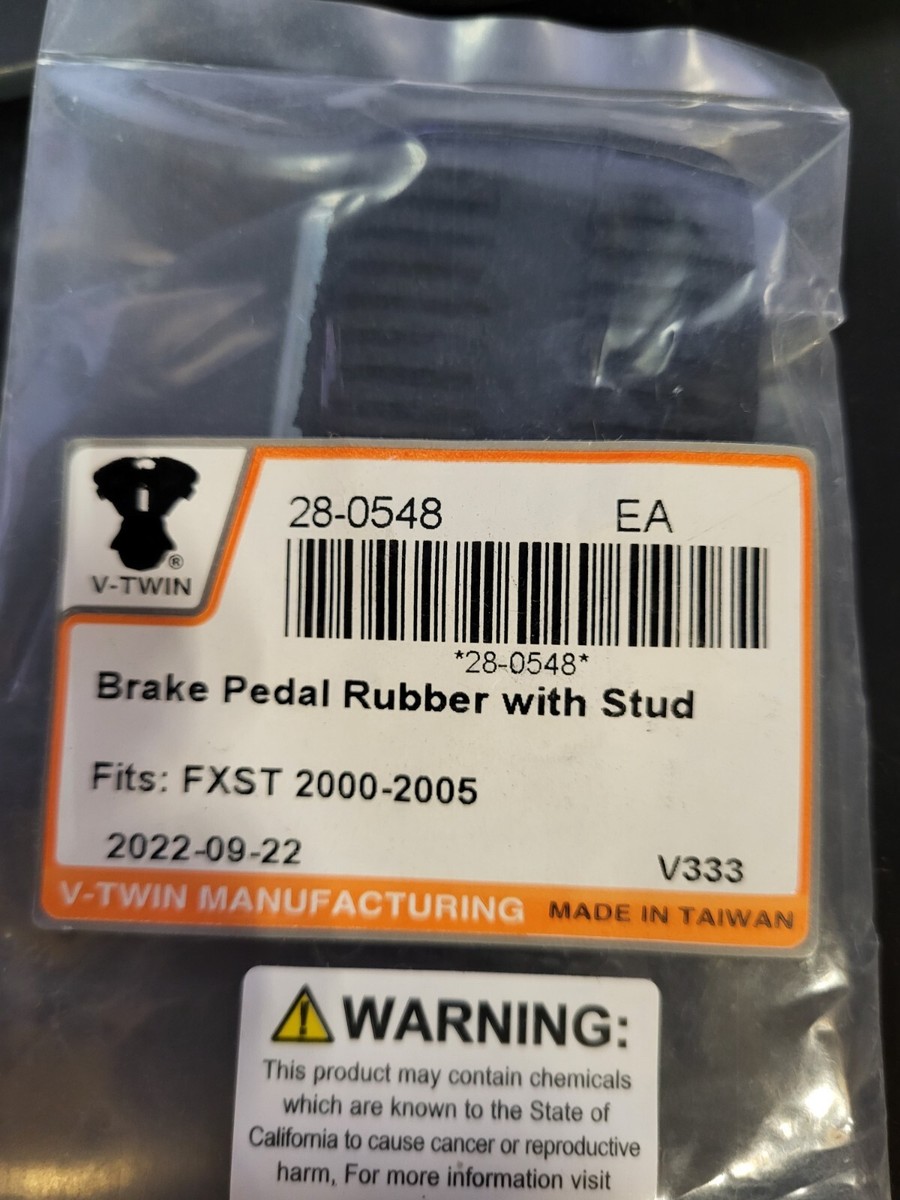 28-0548 EA
®
V-TWIN
*28-0548*
Brake Pedal Rubber with Stud
Fits: FXST 2000-2005
2022-09-22 V333
V-TWIN MANUFACTURING MADE IN TAIWAN
WARNING:
This product may contain chemicals
which are known to the State of
California to cause cancer or reproductive
harm, For more information visit